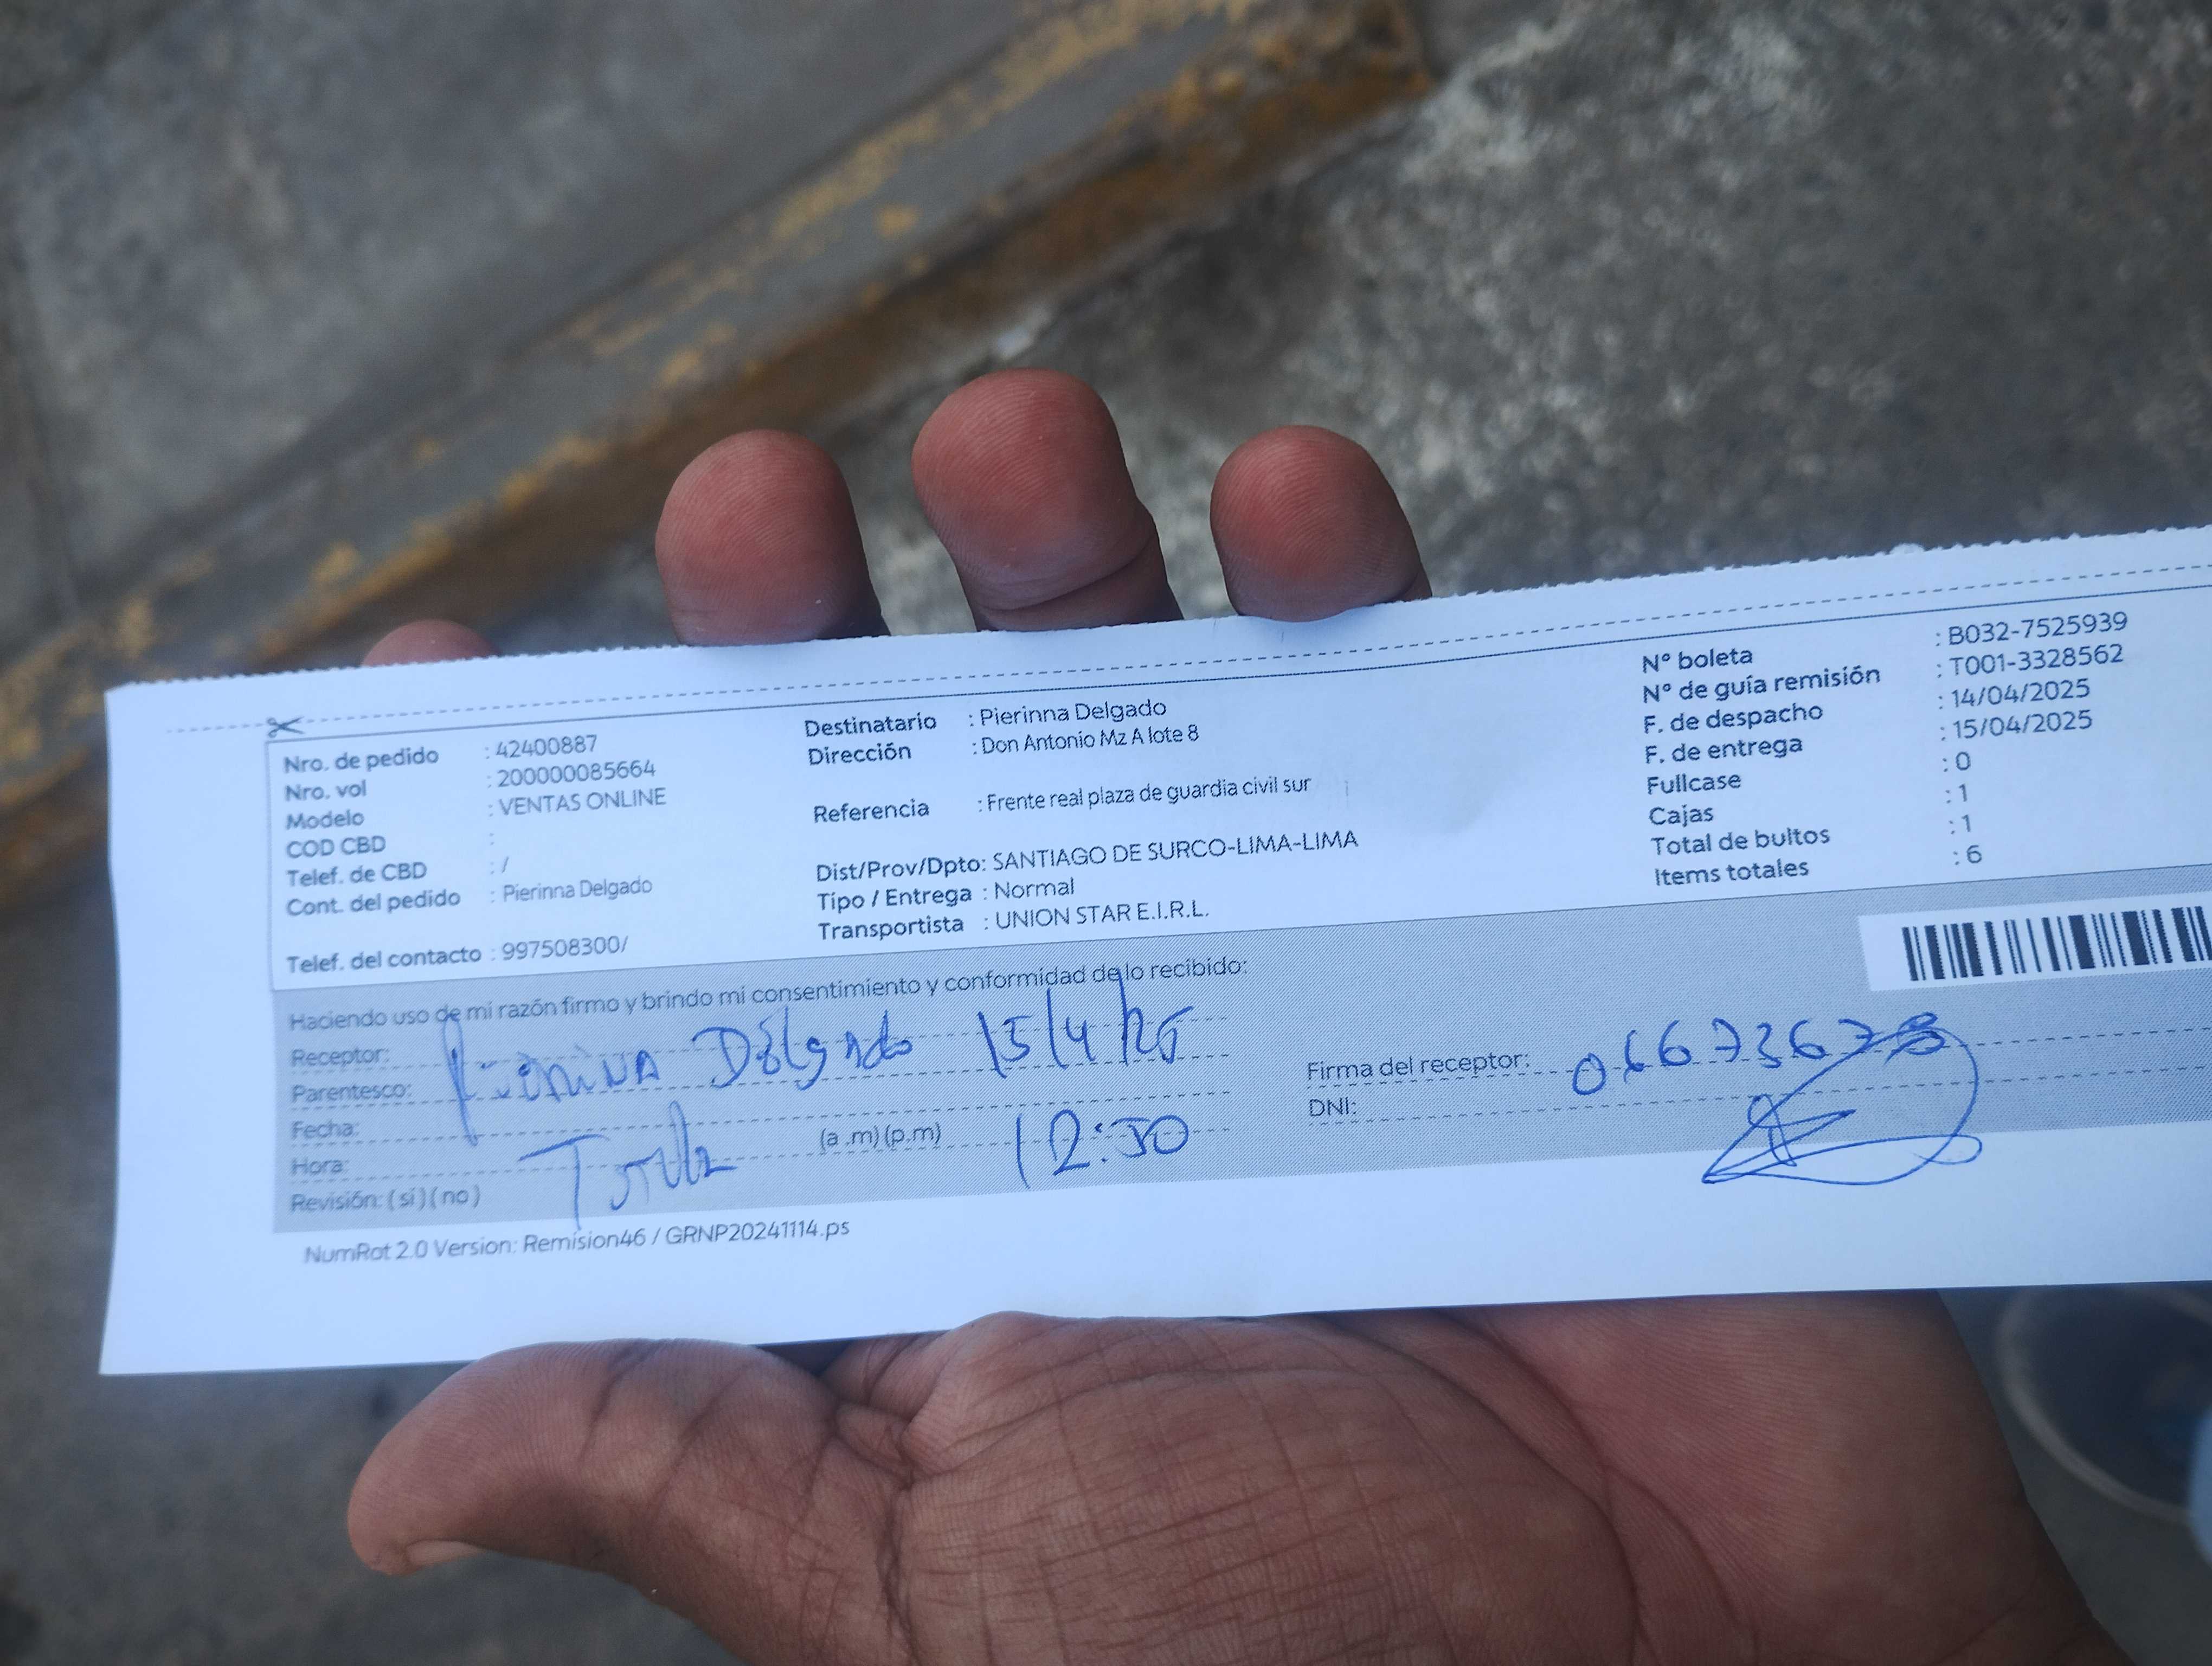 Nro. de pedido : 42400887
Nro. vol : 200000085664
Modelo : VENTAS ONLINE
COD CBD :
Telef. de CBD : /
Cont. del pedido : Pierinna Delgado
Telef. del contacto : 997508300/
Destinatario : Pierinna Delgado
Dirección : Don Antonio Mz A lote 8
Referencia : Frente real plaza de guardia civil sur
Dist/Prov/Dpto: SANTIAGO DE SURCO-LIMA-LIMA
Tipo / Entrega : Normal
Transportista : UNION STAR E.I.R.L.
N° boleta : B032-7525939
N° de guía remisión : T001-3328562
F. de despacho : 14/04/2025
F. de entrega : 15/04/2025
Fullcase : 0
Cajas : 1
Total de bultos : 1
Items totales : 6
Haciendo uso de mi razón firmo y brindo mi consentimiento y conformidad de lo recibido:
Receptor:
Parentesco: Delgado 15/4/25
Fecha:
Hora: (a .m) (p.m) 12:50
Revisión: ( si ) ( no )
Firma del receptor:
DNI:
NumRot 2.0 Version: Remision46 / GRNP20241114.ps